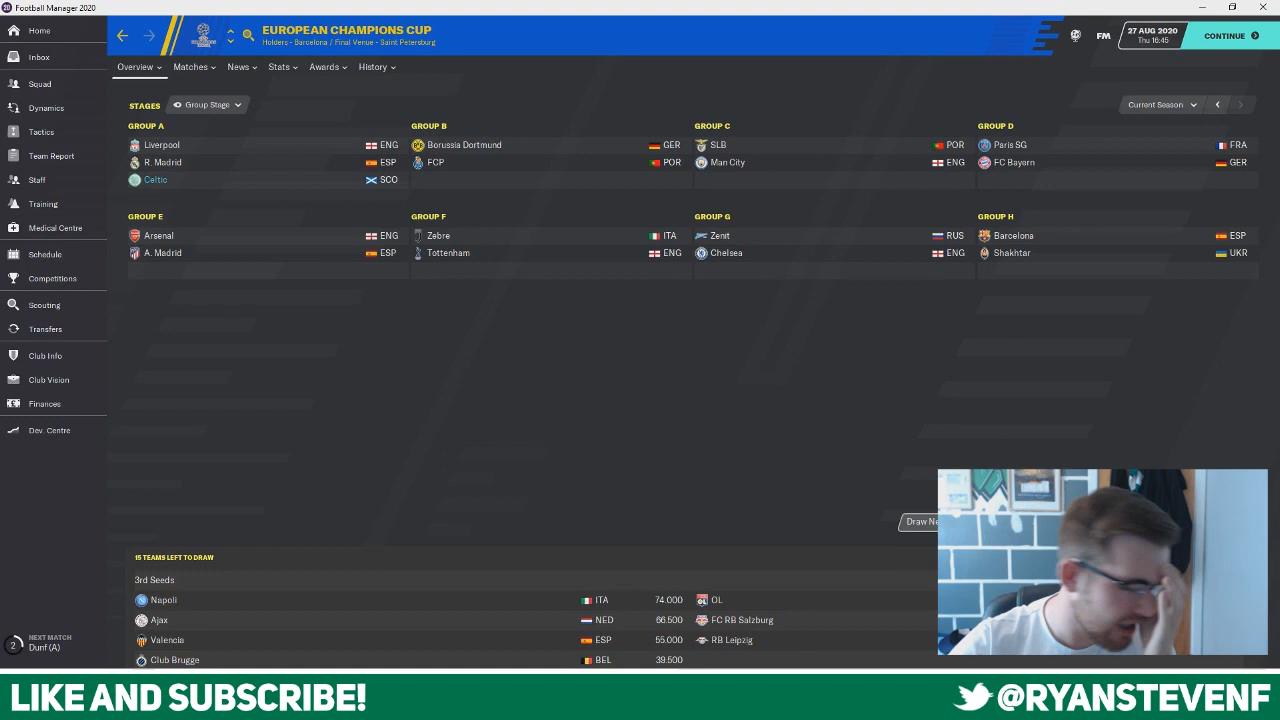 Football Manager 2020
Home
Inbox
Squad
Dynamics
Tactics
Team Report
Staff
Training
Medical Centre
Schedule
Competitions
Scouting
Transfers
Club Info
Club Vision
Finances
Dev. Centre
2 NEXT MATCH
Dunf (A)
EUROPEAN CHAMPIONS CUP
Holders - Barcelona / Final Venue - Saint Petersburg
FM
27 AUG 2020
Thu 16:45
CONTINUE
Overview Matches News Stats Awards History
STAGES Group Stage Current Season
GROUP A
Liverpool ENG
R. Madrid ESP
Celtic SCO
GROUP B
Borussia Dortmund GER
FCP POR
GROUP C
SLB POR
Man City ENG
GROUP D
Paris SG FRA
FC Bayern GER
GROUP E
Arsenal ENG
A. Madrid ESP
GROUP F
Zebre ITA
Tottenham ENG
GROUP G
Zenit RUS
Chelsea ENG
GROUP H
Barcelona ESP
Shakhtar UKR
Draw Ne
15 TEAMS LEFT TO DRAW
3rd Seeds
Napoli ITA 74.000 OL
Ajax NED 66.500 FC RB Salzburg
Valencia ESP 55.000 RB Leipzig
Club Brugge BEL 39.500
LIKE AND SUBSCRIBE! @RYANSTEVENF